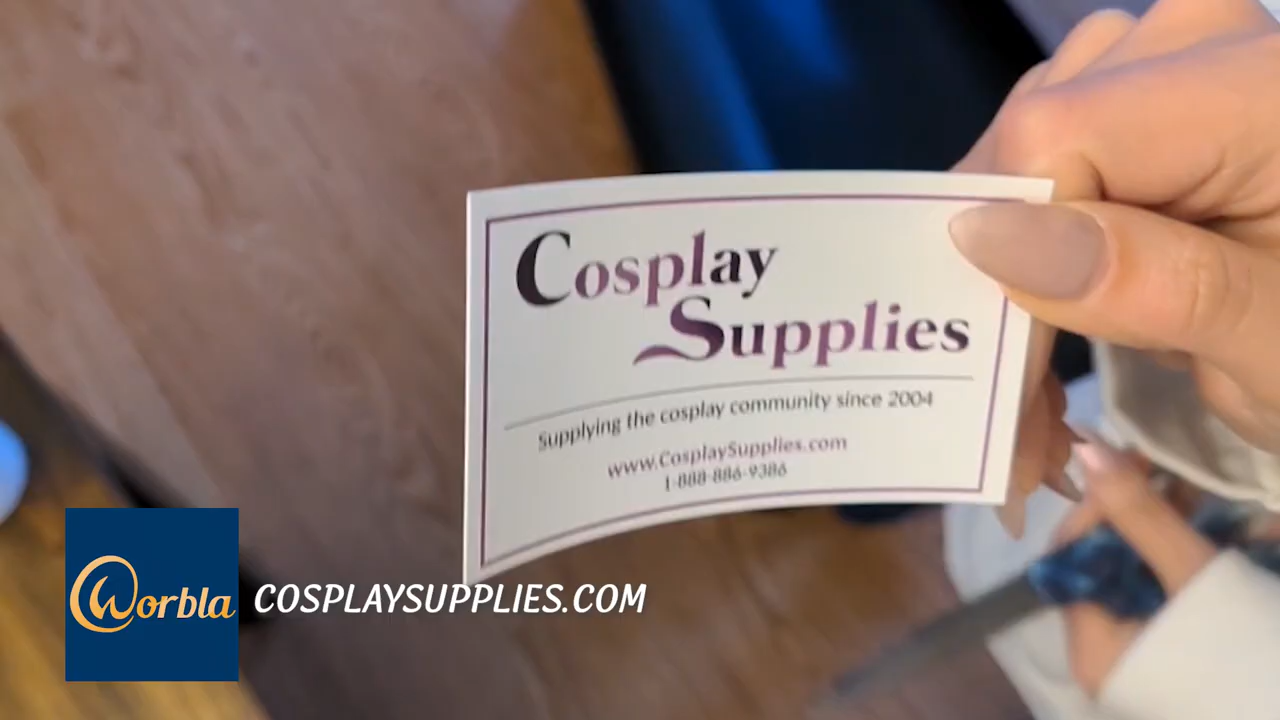 Cosplay
Supplies
Supplying the cosplay community since 2004
www.CosplaySupplies.com
1-888-886-9386
Worbla
COSPLAYSUPPLIES.COM